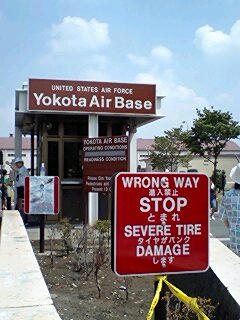 UNITED STATES AIR FORCE
Yokota Air Base
YOKOTA AIR BASE
OPERATING CONDITIONS
READINESS CONDITION
WRONG WAY
進入禁止
STOP
とまれ
SEVERE TIRE
タイヤがパンク
DAMAGE
します